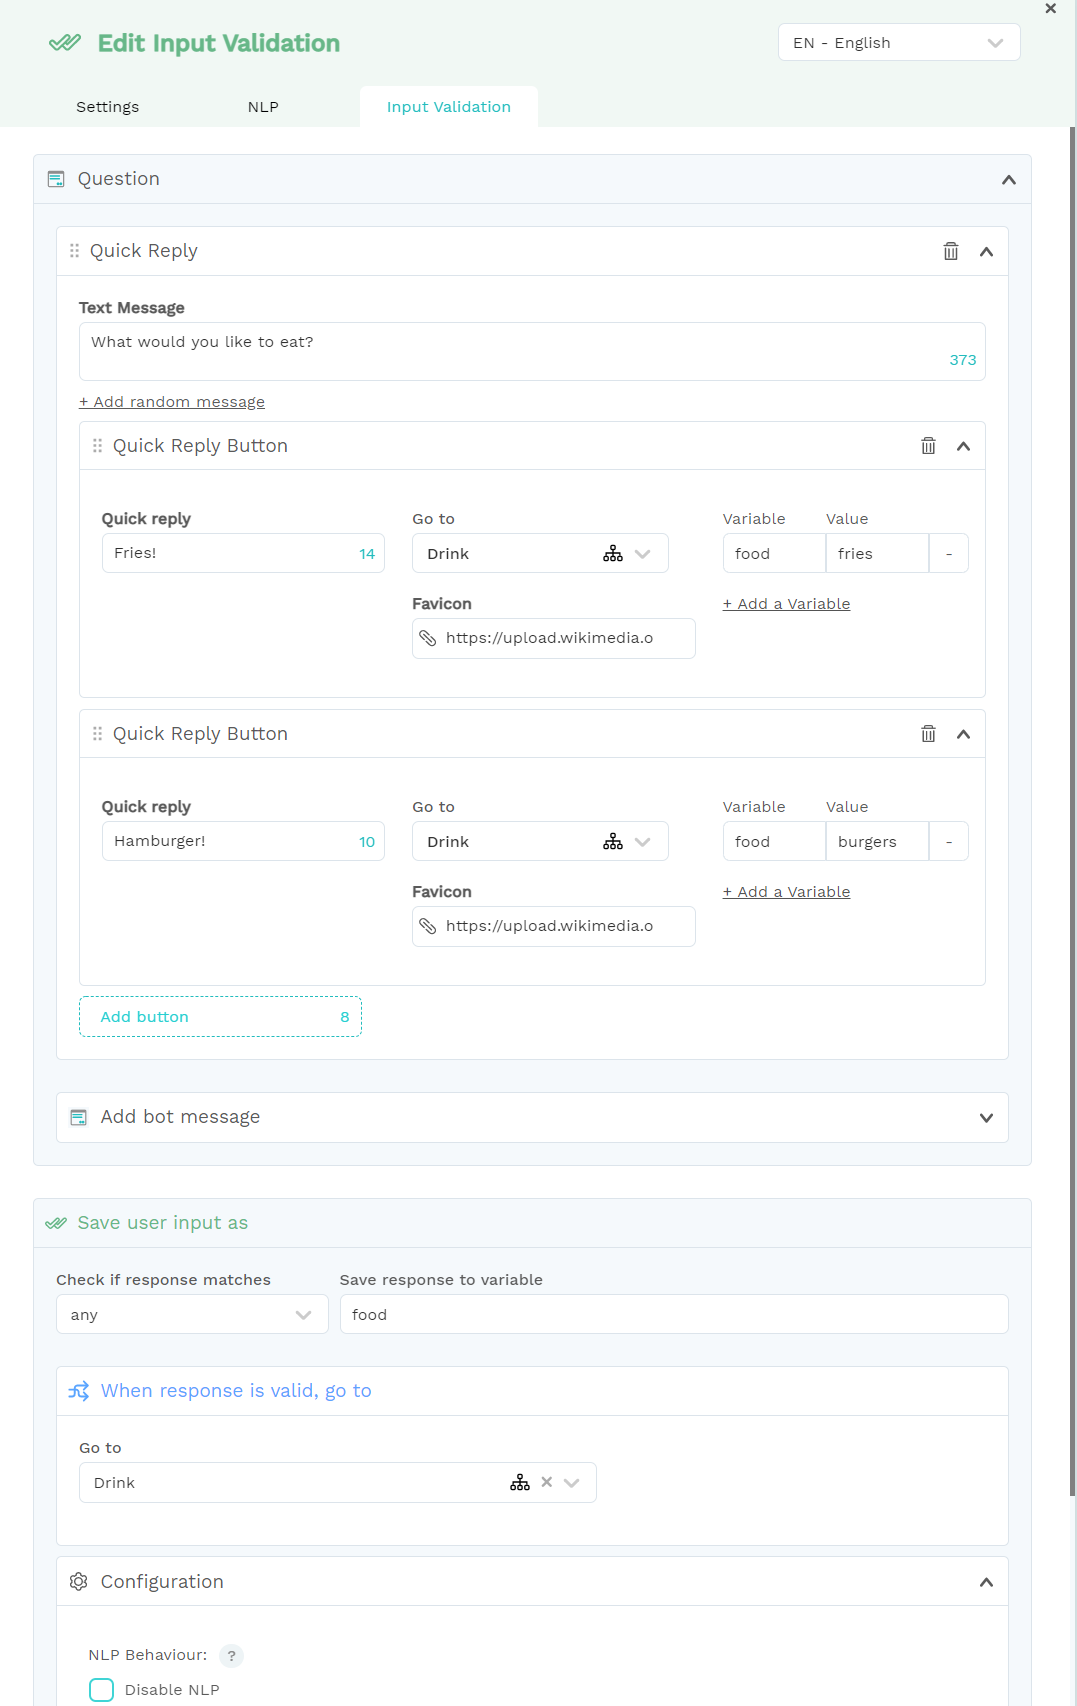 Edit Input Validation
EN - English
Settings
NLP
Input Validation
Question
Quick Reply
Text Message
What would you like to eat?
373
+ Add random message
Quick Reply Button
Quick reply
Go to
Variable
Value
Fries!
14
Drink
food
fries
-
Favicon
+ Add a Variable
https://upload.wikimedia.o
Quick Reply Button
Quick reply
Go to
Variable
Value
Hamburger!
10
Drink
food
burgers
-
Favicon
+ Add a Variable
https://upload.wikimedia.o
Add button
8
Add bot message
Save user input as
Check if response matches
Save response to variable
any
food
When response is valid, go to
Go to
Drink
Configuration
NLP Behaviour:
?
Disable NLP